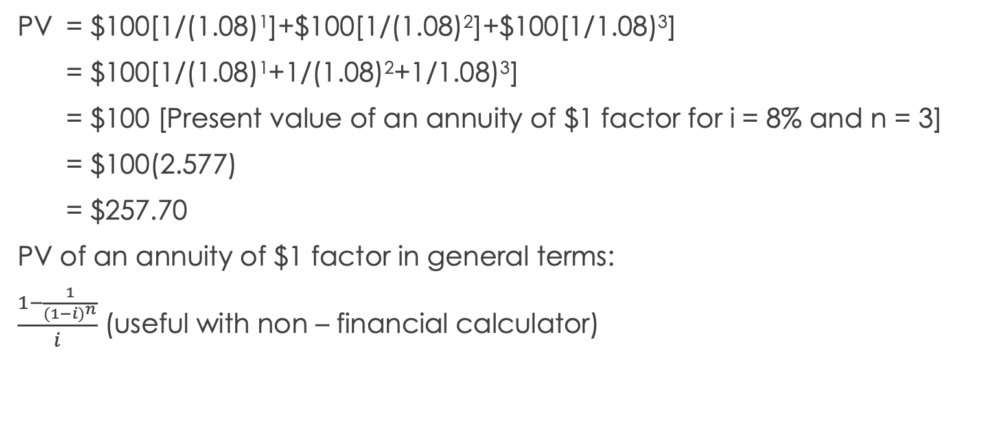 PV = $100[1/(1.08)¹]+$100[1/(1.08)²]+$100[1/1.08)³]
= $100[1/(1.08)¹+1/(1.08)²+1/1.08)³]
= $100 [Present value of an annuity of $1 factor for i = 8% and n = 3]
= $100(2.577)
= $257.70
PV of an annuity of $1 factor in general terms:
\frac{1-\frac{1}{(1-i)^n}}{i} (useful with non – financial calculator)